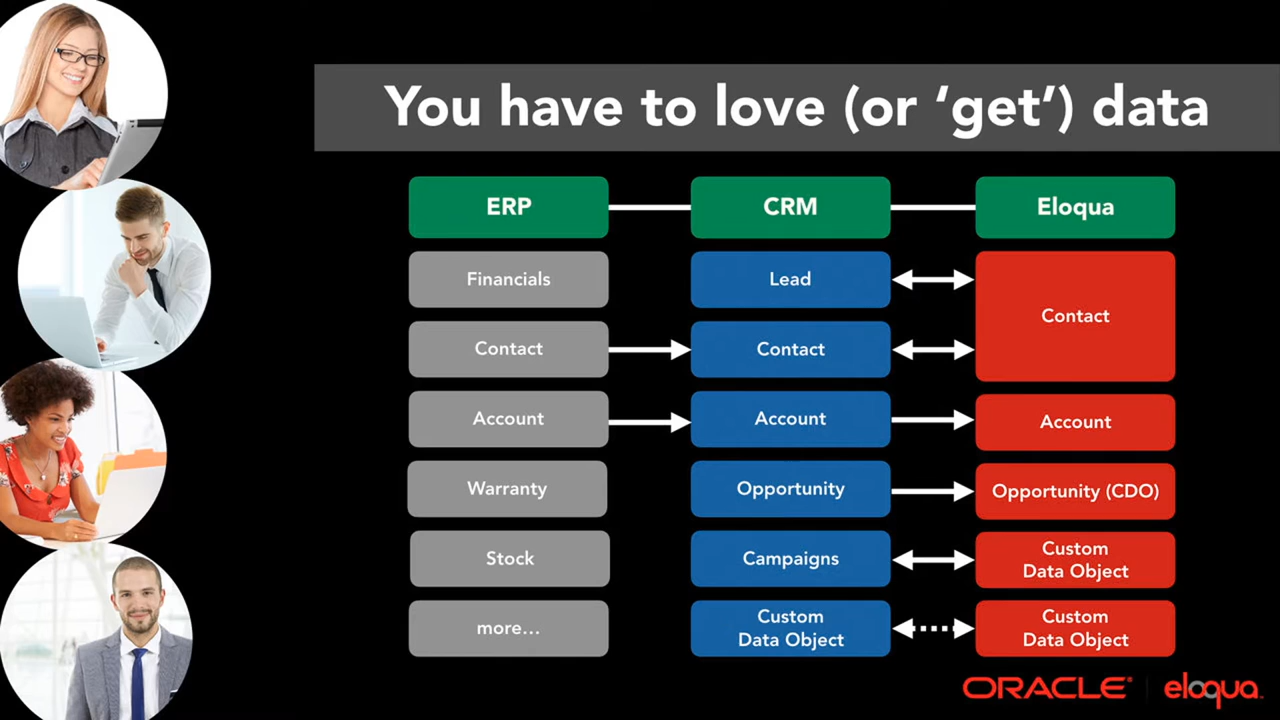 You have to love (or ‘get’) data
ERP
CRM
Eloqua
Financials
Lead
Contact
Contact
Contact
Account
Account
Account
Warranty
Opportunity
Opportunity (CDO)
Stock
Campaigns
Custom
Data Object
more...
Custom
Data Object
Custom
Data Object
ORACLE®
eloqua™